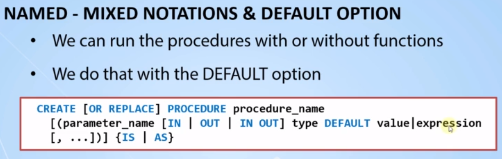 NAMED - MIXED NOTATIONS & DEFAULT OPTION
• We can run the procedures with or without functions
• We do that with the DEFAULT option
CREATE [OR REPLACE] PROCEDURE procedure_name
[(parameter_name [IN | OUT | IN OUT] type DEFAULT value|expression
[, ...])] {IS | AS}